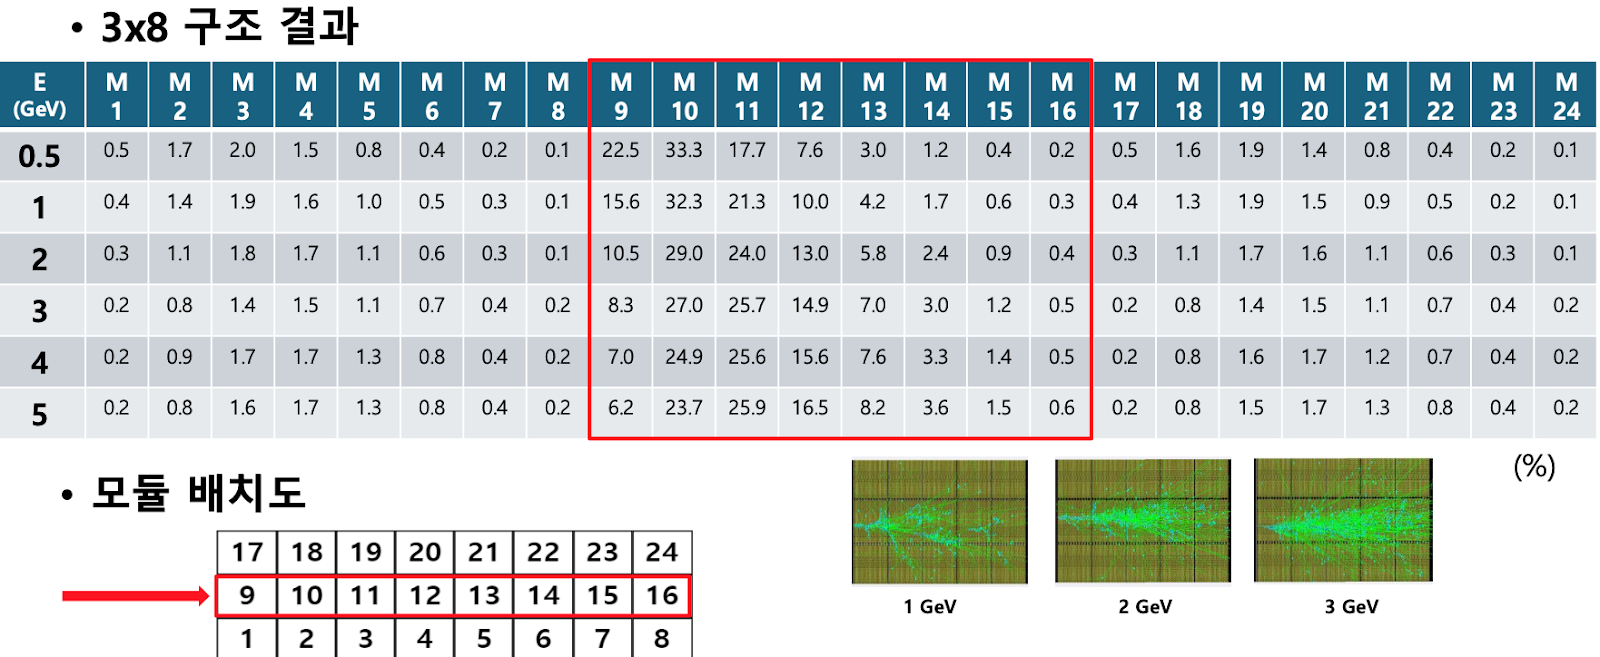 • 3x8 구조 결과
E (GeV) M 1 M 2 M 3 M 4 M 5 M 6 M 7 M 8 M 9 M 10 M 11 M 12 M 13 M 14 M 15 M 16 M 17 M 18 M 19 M 20 M 21 M 22 M 23 M 24
0.5 0.5 1.7 2.0 1.5 0.8 0.4 0.2 0.1 22.5 33.3 17.7 7.6 3.0 1.2 0.4 0.2 0.5 1.6 1.9 1.4 0.8 0.4 0.2 0.1
1 0.4 1.4 1.9 1.6 1.0 0.5 0.3 0.1 15.6 32.3 21.3 10.0 4.2 1.7 0.6 0.3 0.4 1.3 1.9 1.5 0.9 0.5 0.2 0.1
2 0.3 1.1 1.8 1.7 1.1 0.6 0.3 0.1 10.5 29.0 24.0 13.0 5.8 2.4 0.9 0.4 0.3 1.1 1.7 1.6 1.1 0.6 0.3 0.1
3 0.2 0.8 1.4 1.5 1.1 0.7 0.4 0.2 8.3 27.0 25.7 14.9 7.0 3.0 1.2 0.5 0.2 0.8 1.4 1.5 1.1 0.7 0.4 0.2
4 0.2 0.9 1.7 1.7 1.3 0.8 0.4 0.2 7.0 24.9 25.6 15.6 7.6 3.3 1.4 0.5 0.2 0.8 1.6 1.7 1.2 0.7 0.4 0.2
5 0.2 0.8 1.6 1.7 1.3 0.8 0.4 0.2 6.2 23.7 25.9 16.5 8.2 3.6 1.5 0.6 0.2 0.8 1.5 1.7 1.3 0.8 0.4 0.2
(%)
• 모듈 배치도
17 18 19 20 21 22 23 24
9 10 11 12 13 14 15 16
1 2 3 4 5 6 7 8
1 GeV
2 GeV
3 GeV